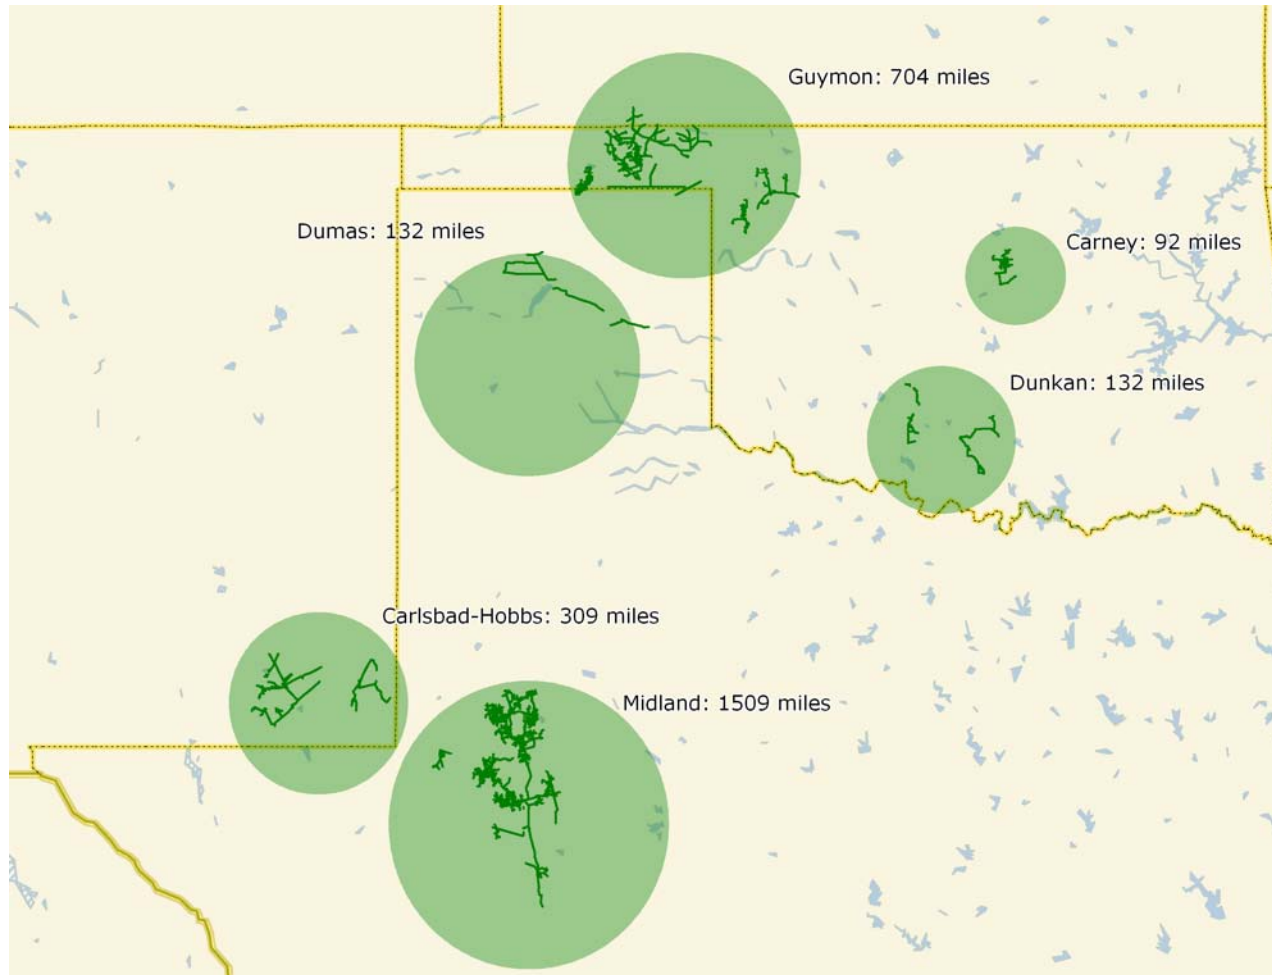 Guymon: 704 miles
Dumas: 132 miles
Carney: 92 miles
Dunkan: 132 miles
Carlsbad-Hobbs: 309 miles
Midland: 1509 miles